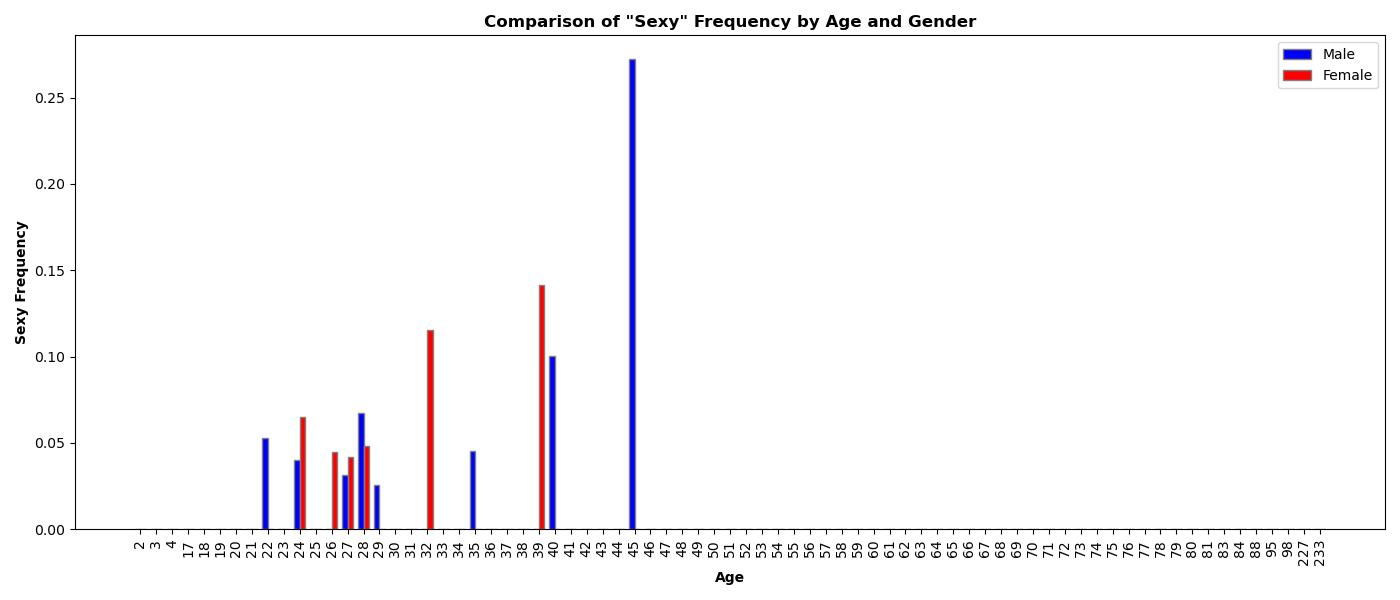 Comparison of "Sexy" Frequency by Age and Gender
Male
Female
Sexy Frequency
0.25
0.20
0.15
0.10
0.05
0.00
2 3 4 17 18 19 20 21 22 23 24 25 26 27 28 29 30 31 32 33 34 35 36 37 38 39 40 41 42 43 44 45 46 47 48 49 50 51 52 53 54 55 56 57 58 59 60 61 62 63 64 65 66 67 68 69 70 71 72 73 74 75 76 77 78 79 80 81 83 84 88 95 98 227 233
Age